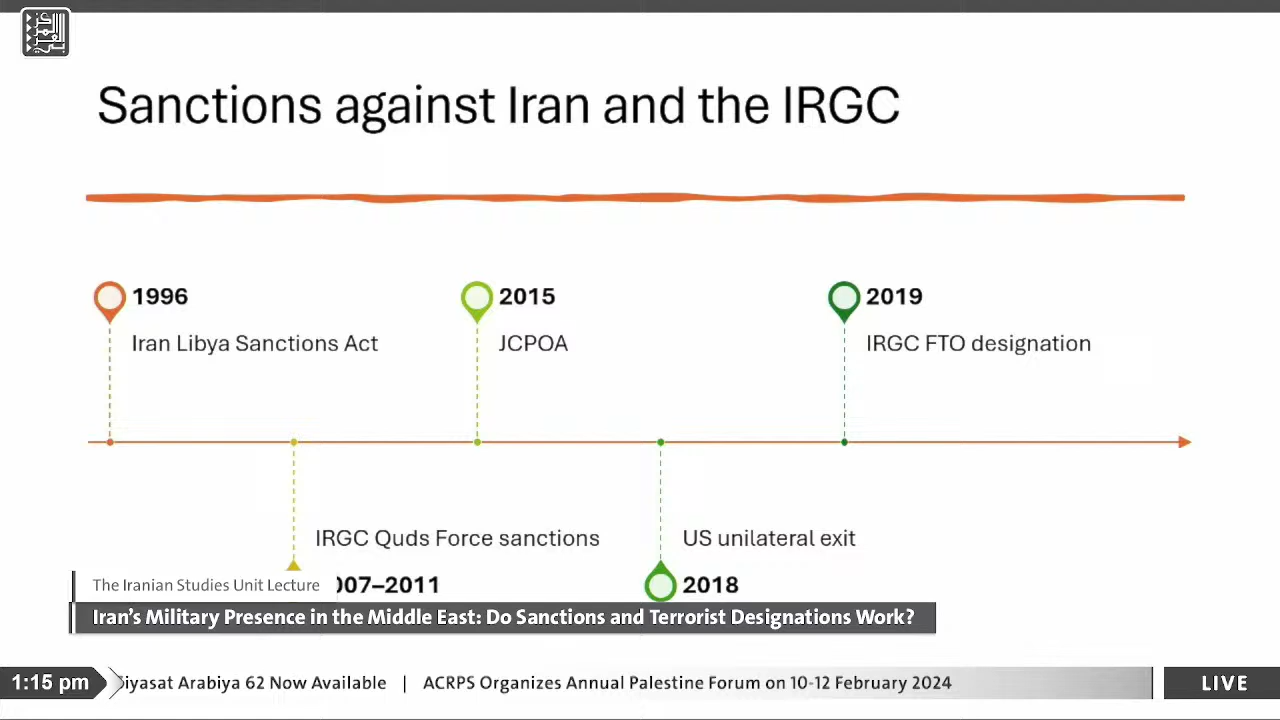 Sanctions against Iran and the IRGC
1996
Iran Libya Sanctions Act
2015
JCPOA
2019
IRGC FTO designation
IRGC Quds Force sanctions
07–2011
US unilateral exit
2018
The Iranian Studies Unit Lecture
Iran's Military Presence in the Middle East: Do Sanctions and Terrorist Designations Work?
1:15 pm
iyasat Arabiya 62 Now Available | ACRPS Organizes Annual Palestine Forum on 10-12 February 2024
LIVE